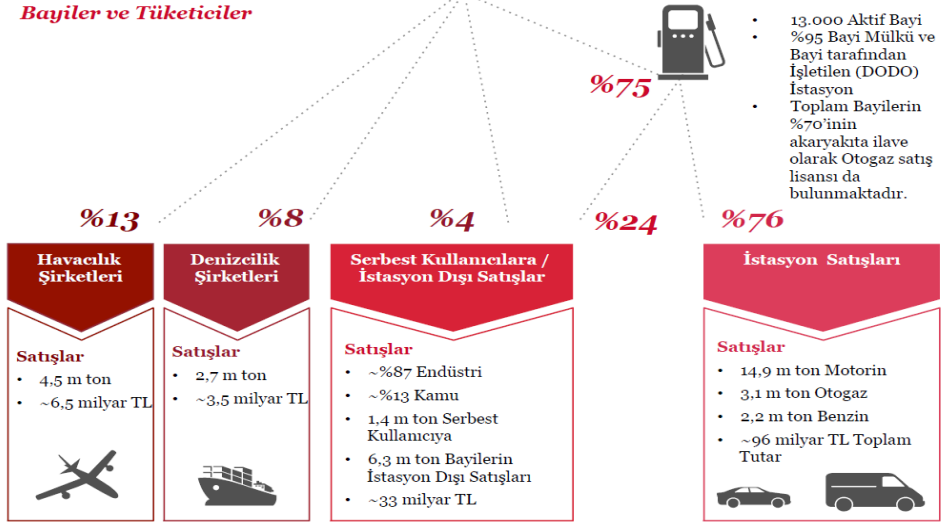 Bayiler ve Tüketiciler
• 13.000 Aktif Bayi
• %95 Bayi Mülkü ve
Bayi tarafından
İşletilen (DODO)
İstasyon
• Toplam Bayilerin
%70’inin
akaryakıta ilave
olarak Otogaz satış
lisansı da
bulunmaktadır.
%75
%13
%8
%4
%24
%76
Havacılık
Şirketleri
Satışlar
• 4,5 m ton
• ~6,5 milyar TL
Denizcilik
Şirketleri
Satışlar
• 2,7 m ton
• ~3,5 milyar TL
Serbest Kullanıcılara /
İstasyon Dışı Satışlar
Satışlar
• ~%87 Endüstri
• ~%13 Kamu
• 1,4 m ton Serbest
Kullanıcıya
• 6,3 m ton Bayilerin
İstasyon Dışı Satışları
• ~33 milyar TL
İstasyon Satışları
Satışlar
• 14,9 m ton Motorin
• 3,1 m ton Otogaz
• 2,2 m ton Benzin
• ~96 milyar TL Toplam
Tutar